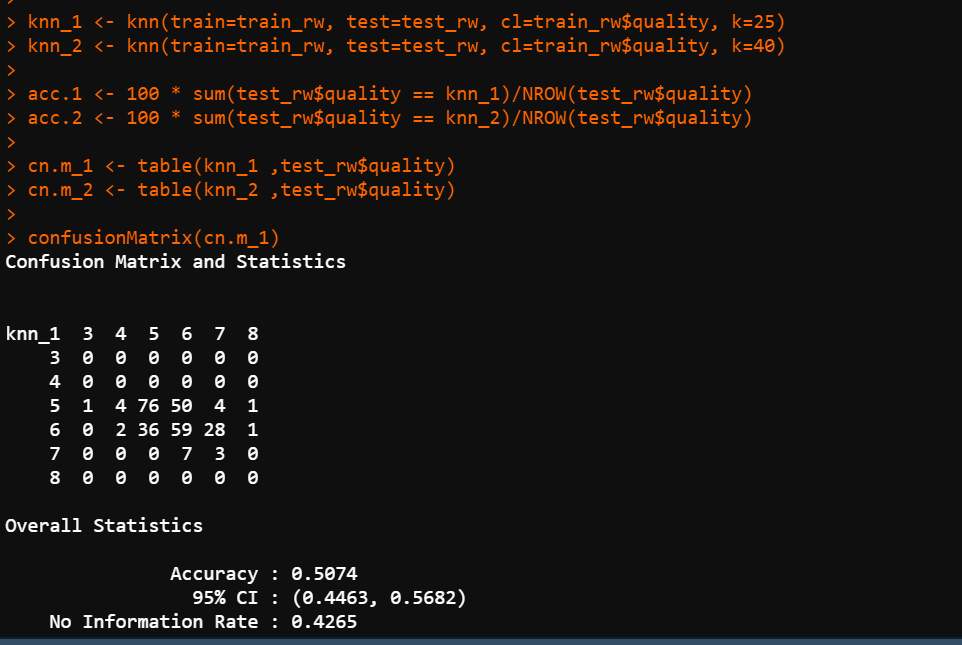 >
> knn_1 <- knn(train=train_rw, test=test_rw, cl=train_rw$quality, k=25)
> knn_2 <- knn(train=train_rw, test=test_rw, cl=train_rw$quality, k=40)
>
> acc.1 <- 100 * sum(test_rw$quality == knn_1)/NROW(test_rw$quality)
> acc.2 <- 100 * sum(test_rw$quality == knn_2)/NROW(test_rw$quality)
>
> cn.m_1 <- table(knn_1 ,test_rw$quality)
> cn.m_2 <- table(knn_2 ,test_rw$quality)
>
> confusionMatrix(cn.m_1)
Confusion Matrix and Statistics
knn_1  3  4  5  6  7  8
    3  0  0  0  0  0  0
    4  0  0  0  0  0  0
    5  1  4 76 50  4  1
    6  0  2 36 59 28  1
    7  0  0  0  7  3  0
    8  0  0  0  0  0  0
Overall Statistics
               Accuracy : 0.5074
                 95% CI : (0.4463, 0.5682)
    No Information Rate : 0.4265